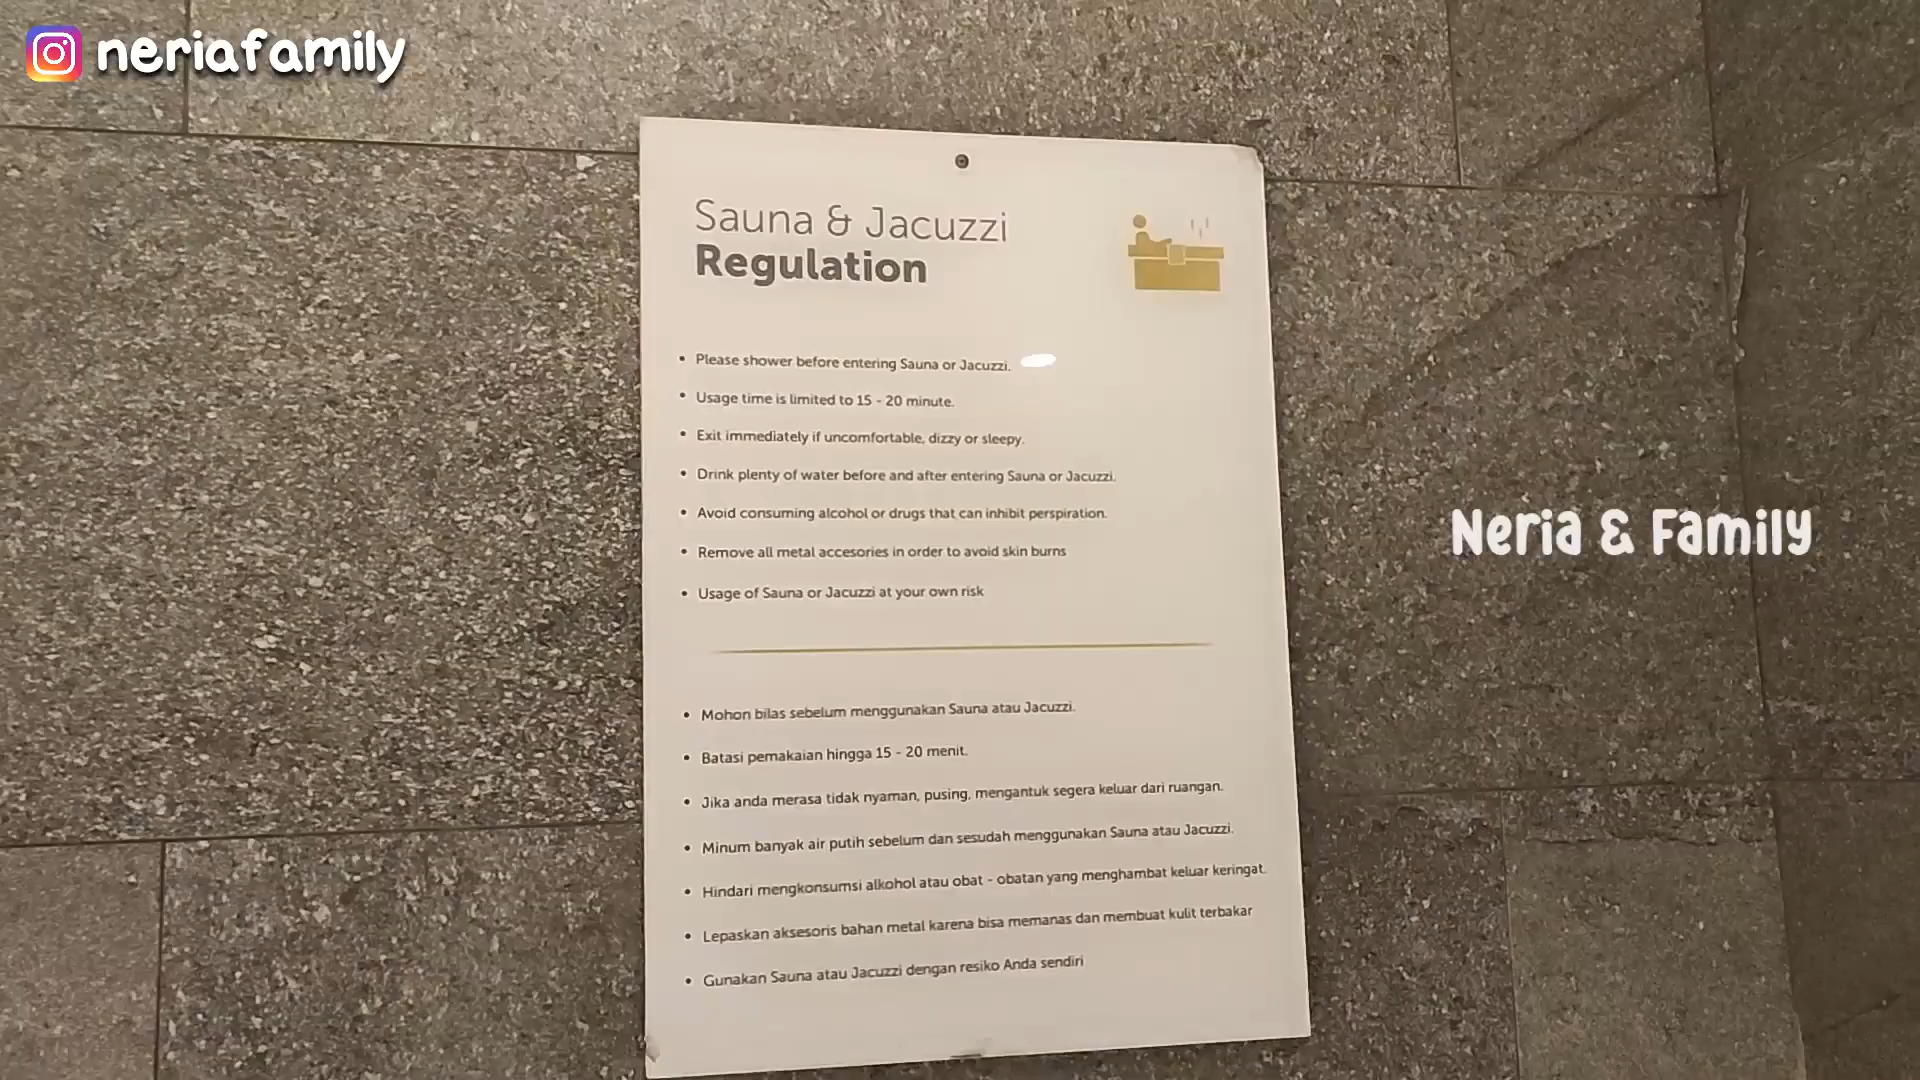 neriafamily
Sauna & Jacuzzi
Regulation
• Please shower before entering Sauna or Jacuzzi.
• Usage time is limited to 15 - 20 minute.
• Exit immediately if uncomfortable, dizzy or sleepy.
• Drink plenty of water before and after entering Sauna or Jacuzzi.
• Avoid consuming alcohol or drugs that can inhibit perspiration.
• Remove all metal accesories in order to avoid skin burns
• Usage of Sauna or Jacuzzi at your own risk
Neria & Family
• Mohon bilas sebelum menggunakan Sauna atau Jacuzzi.
• Batasi pemakaian hingga 15 - 20 menit.
• Jika anda merasa tidak nyaman, pusing, mengantuk segera keluar dari ruangan.
• Minum banyak air putih sebelum dan sesudah menggunakan Sauna atau Jacuzzi.
• Hindari mengkonsumsi alkohol atau obat - obatan yang menghambat keluar keringat.
• Lepaskan aksesoris bahan metal karena bisa memanas dan membuat kulit terbakar
• Gunakan Sauna atau Jacuzzi dengan resiko Anda sendiri